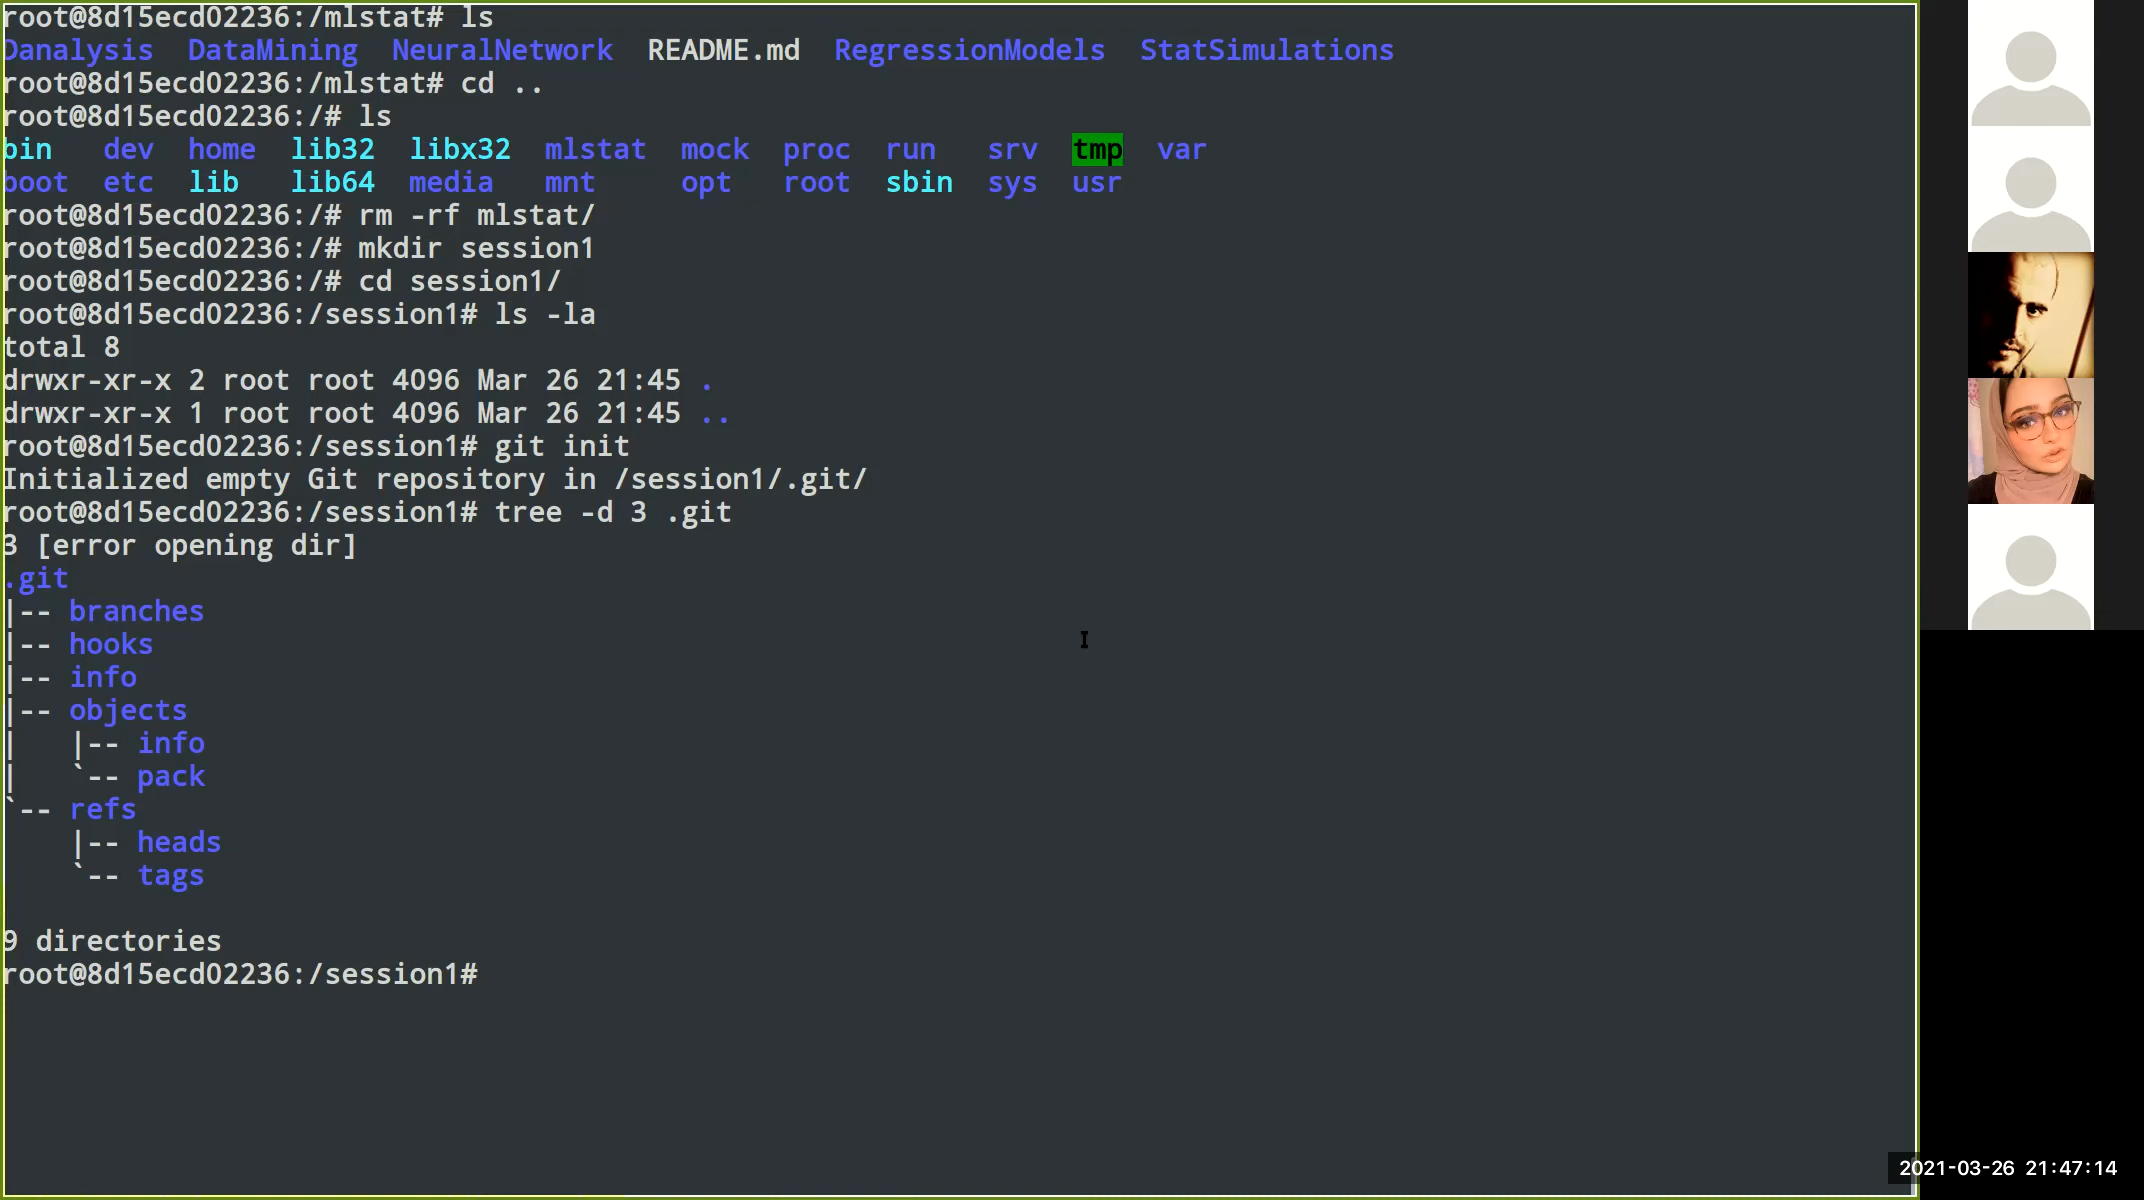 root@8d15ecd02236:/mlstat# ls
Danalysis  DataMining  NeuralNetwork  README.md  RegressionModels  StatSimulations
root@8d15ecd02236:/mlstat# cd ..
root@8d15ecd02236:/# ls
bin   dev  home  lib32  libx32  mlstat  mock  proc  run   srv  tmp  var
boot  etc  lib   lib64  media   mnt     opt   root  sbin  sys  usr
root@8d15ecd02236:/# rm -rf mlstat/
root@8d15ecd02236:/# mkdir session1
root@8d15ecd02236:/# cd session1/
root@8d15ecd02236:/session1# ls -la
total 8
drwxr-xr-x 2 root root 4096 Mar 26 21:45 .
drwxr-xr-x 1 root root 4096 Mar 26 21:45 ..
root@8d15ecd02236:/session1# git init
Initialized empty Git repository in /session1/.git/
root@8d15ecd02236:/session1# tree -d 3 .git
3 [error opening dir]
.git
|-- branches
|-- hooks
|-- info
|-- objects
|   |-- info
|   `-- pack
`-- refs
    |-- heads
    `-- tags
9 directories
root@8d15ecd02236:/session1#
2021-03-26 21:47:14